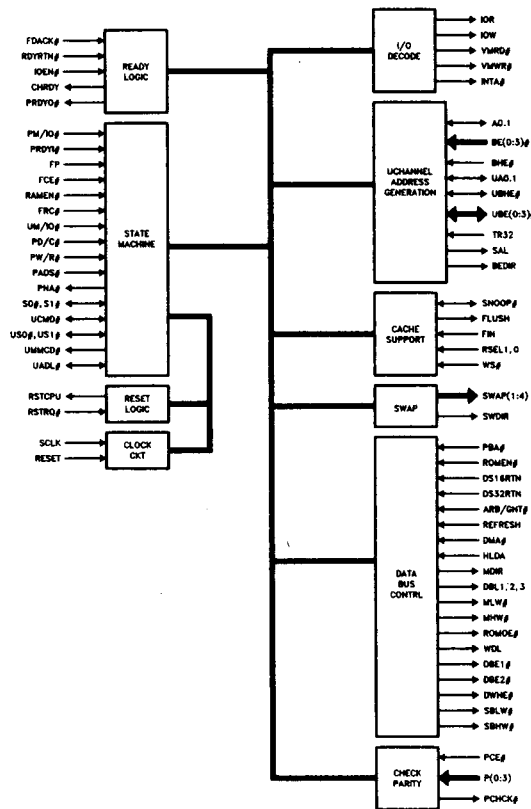 FDACK#
RDYRTN#
IOEN#
CHRDY
PRDYO#
READY
LOGIC
PM/IO#
PRDYI#
FP
FCE#
RAMEN#
FRC#
UM/IO#
PD/C#
PW/R#
PADS#
PNA#
S0#,S1#
UCMD#
US0#,US1#
UMMCD#
UADL#
STATE
MACHINE
RSTCPU
RSTRQ#
RESET
LOGIC
SCLK
RESET
CLOCK
CKT
I/O
DECODE
IOR
IOW
VMRD#
VMWR#
INTA#
UCHANNEL
ADDRESS
GENERATION
A0.1
BE(0:3)#
BHE#
UA0.1
UBHE#
UBE(0:3)
TR32
SAL
BEDIR
CACHE
SUPPORT
SNOOP#
FLUSH
FIN
RSEL1,0
WS#
SWAP
SWAP(1:4)
SWDIR
DATA
BUS
CONTRL
PBA#
ROMEN#
DS16RTN
DS32RTN
ARB/GNT#
REFRESH
DMA#
HLDA
MDIR
DBL1,2,3
MLW#
MHW#
ROMOE#
WDL
DBE1#
DBE2#
DWHE#
SBLW#
SBHW#
CHECK
PARITY
PCE#
P(0:3)
PCHCK#